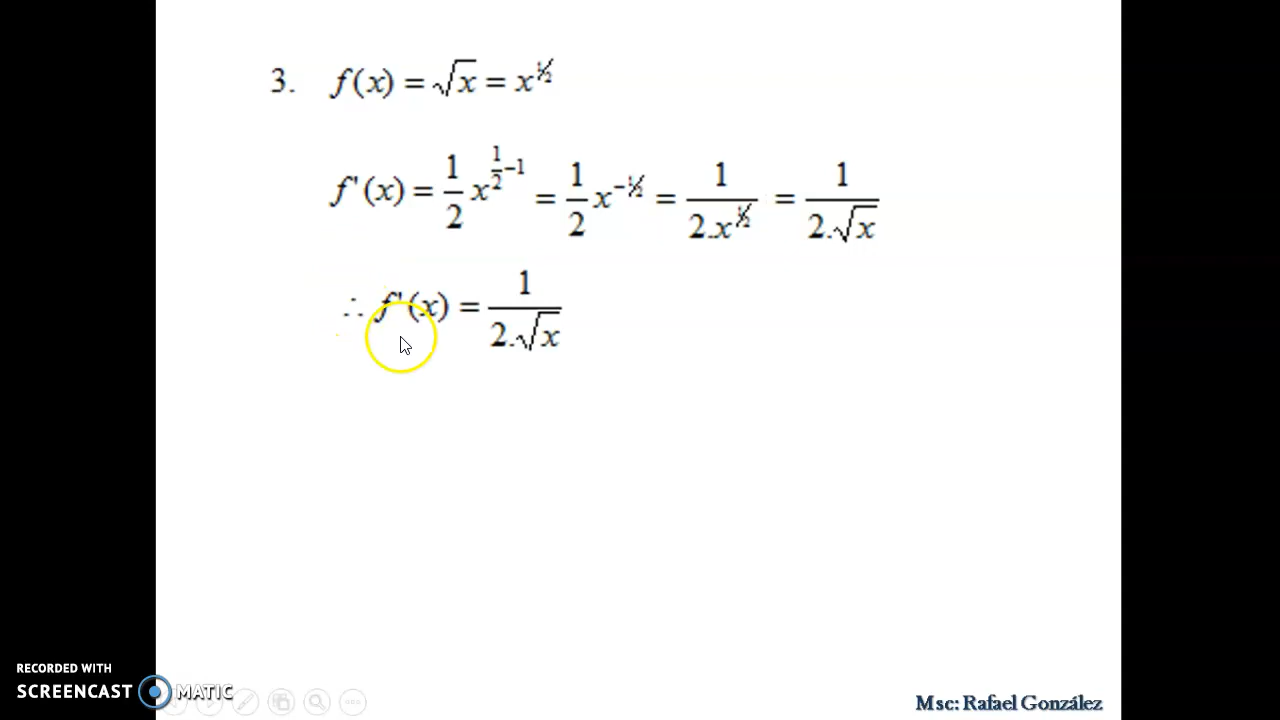 3. f(x) = √x = x^½
f'(x) = 1/2 x^(1/2 −1) = 1/2 x^−½ = 1/(2.x^½) = 1/(2.√x)
∴ f'(x) = 1/(2.√x)
RECORDED WITH
SCREENCAST MATIC
Msc: Rafael González